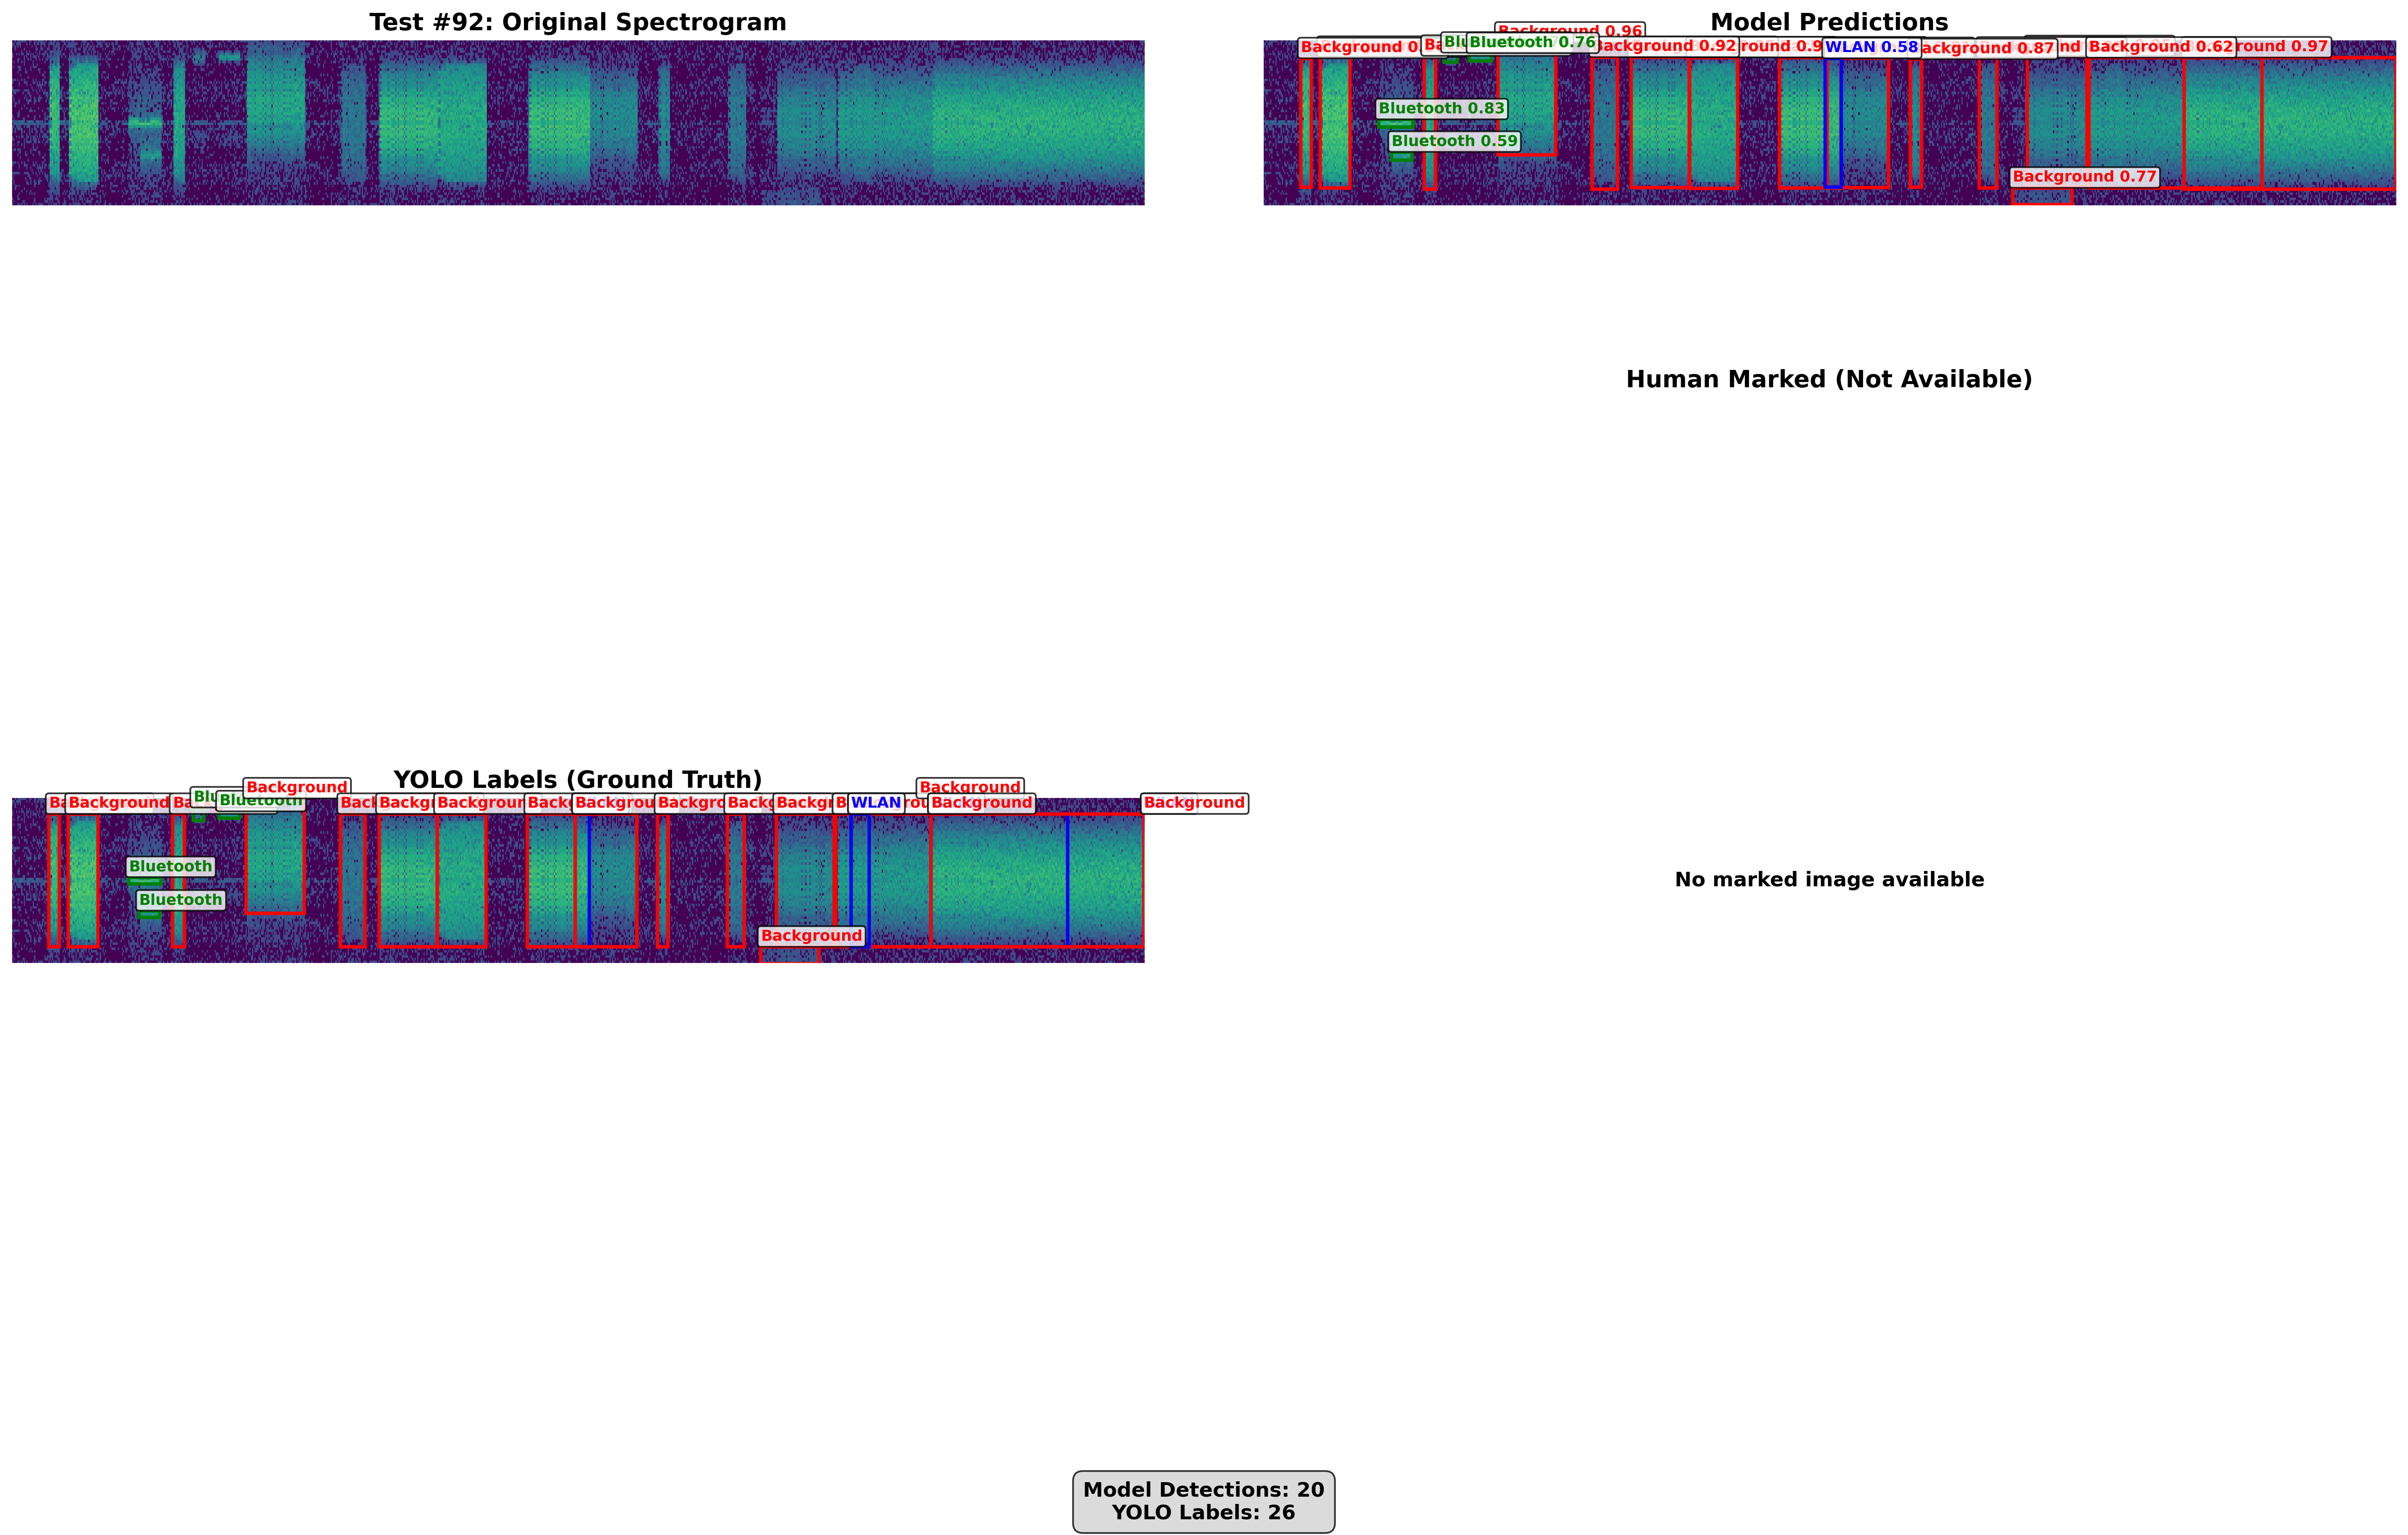 Test #92: Original Spectrogram
Model Predictions
Background 0.96
Bluetooth 0.76
Background 0.92
WLAN 0.58
0.87
Background 0.62
0.97
Bluetooth 0.83
Bluetooth 0.59
Background 0.77
Human Marked (Not Available)
YOLO Labels (Ground Truth)
Background
Background
Background
Bluetooth
Background
WLAN
Background
Background
Bluetooth
Bluetooth
Background
No marked image available
Model Detections: 20
YOLO Labels: 26